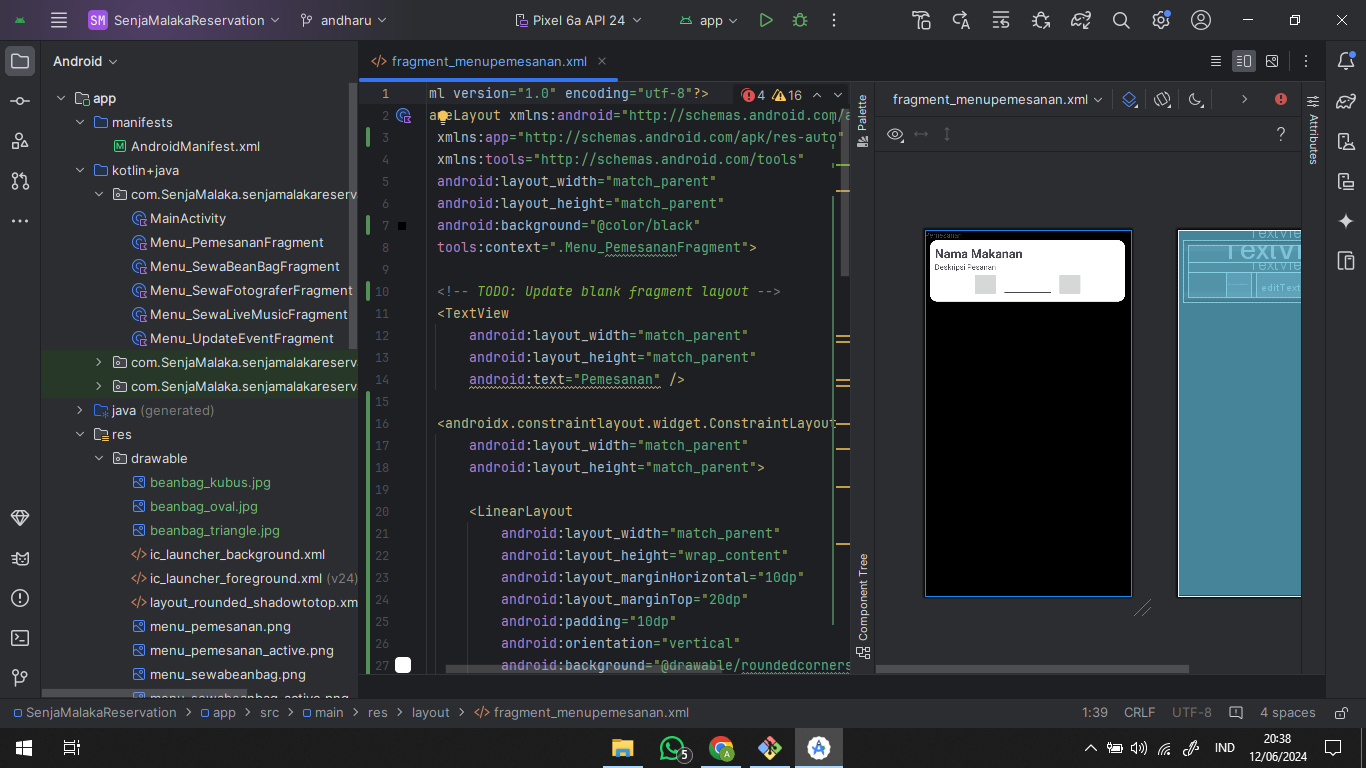 SM SenjaMalakaReservation andharu Pixel 6a API 24 app
Android
fragment_menupemesanan.xml
app
manifests
AndroidManifest.xml
kotlin+java
com.SenjaMalaka.senjamalakareserv
MainActivity
Menu_PemesananFragment
Menu_SewaBeanBagFragment
Menu_SewaFotograferFragment
Menu_SewaLiveMusicFragment
Menu_UpdateEventFragment
com.SenjaMalaka.senjamalakareserva
com.SenjaMalaka.senjamalakareserva
java (generated)
res
drawable
beanbag_kubus.jpg
beanbag_oval.jpg
beanbag_triangle.jpg
ic_launcher_background.xml
ic_launcher_foreground.xml (v24)
layout_rounded_shadowtotop.xm
menu_pemesanan.png
menu_pemesanan_active.png
menu_sewabeanbag.png
menu_sewabeanbag_active.png
4 16
1 ml version="1.0" encoding="utf-8"?>
2 ameLayout xmlns:android="http://schemas.android.com/a
3 xmlns:app="http://schemas.android.com/apk/res-auto"
4 xmlns:tools="http://schemas.android.com/tools"
5 android:layout_width="match_parent"
6 android:layout_height="match_parent"
7 android:background="@color/black"
8 tools:context=".Menu_PemesananFragment">
9
10 <!-- TODO: Update blank fragment layout -->
11 <TextView
12 android:layout_width="match_parent"
13 android:layout_height="match_parent"
14 android:text="Pemesanan" />
15
16 <androidx.constraintlayout.widget.ConstraintLayout
17 android:layout_width="match_parent"
18 android:layout_height="match_parent">
19
20 <LinearLayout
21 android:layout_width="match_parent"
22 android:layout_height="wrap_content"
23 android:layout_marginHorizontal="10dp"
24 android:layout_marginTop="20dp"
25 android:padding="10dp"
26 android:orientation="vertical"
27 android:background="@drawable/roundedcorners
Palette
Component Tree
fragment_menupemesanan.xml
?
Attributes
Pemesanan
Nama Makanan
Deskripsi Pesanan
TextView
TextView
TextView
editText
SenjaMalakaReservation > app > src > main > res > layout > fragment_menupemesanan.xml
1:39 CRLF UTF-8 4 spaces
5
A
IND
20:38
12/06/2024